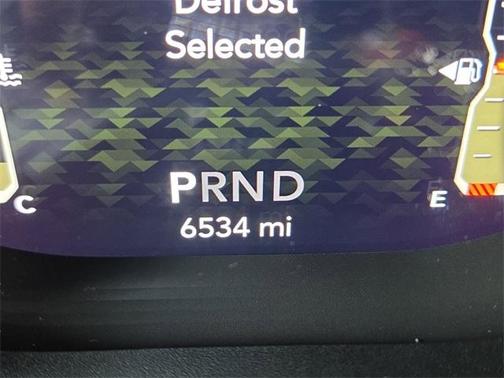 Defrost
Selected
PRND
6534 mi
C
E